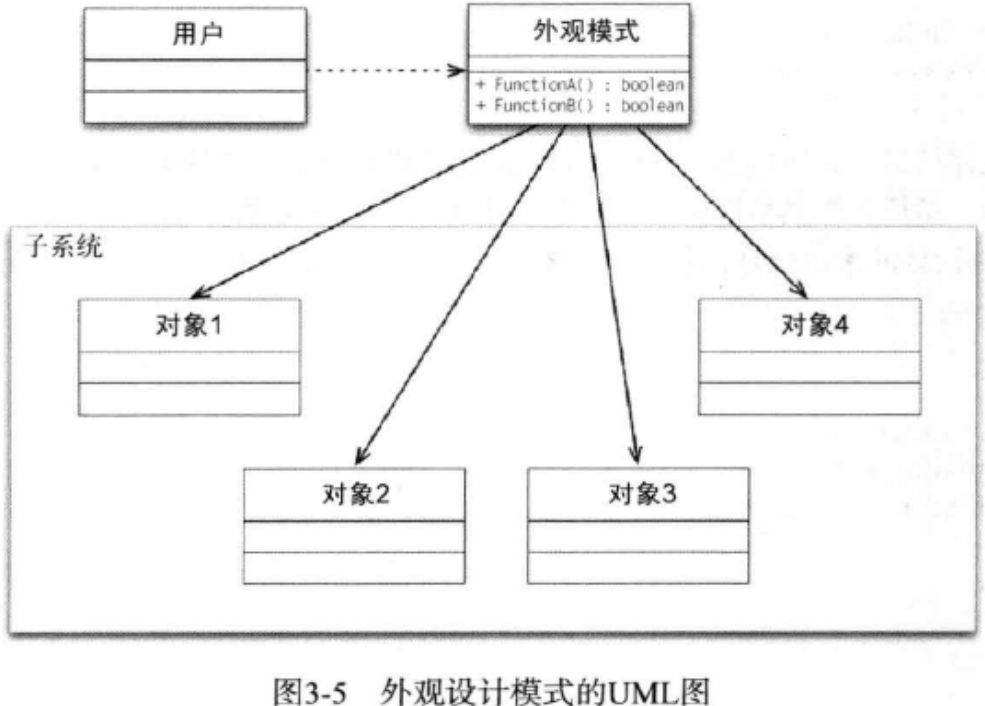 用户
外观模式
+ FunctionA() : boolean
+ FunctionB() : boolean
子系统
对象1
对象4
对象2
对象3
图3-5 外观设计模式的UML图